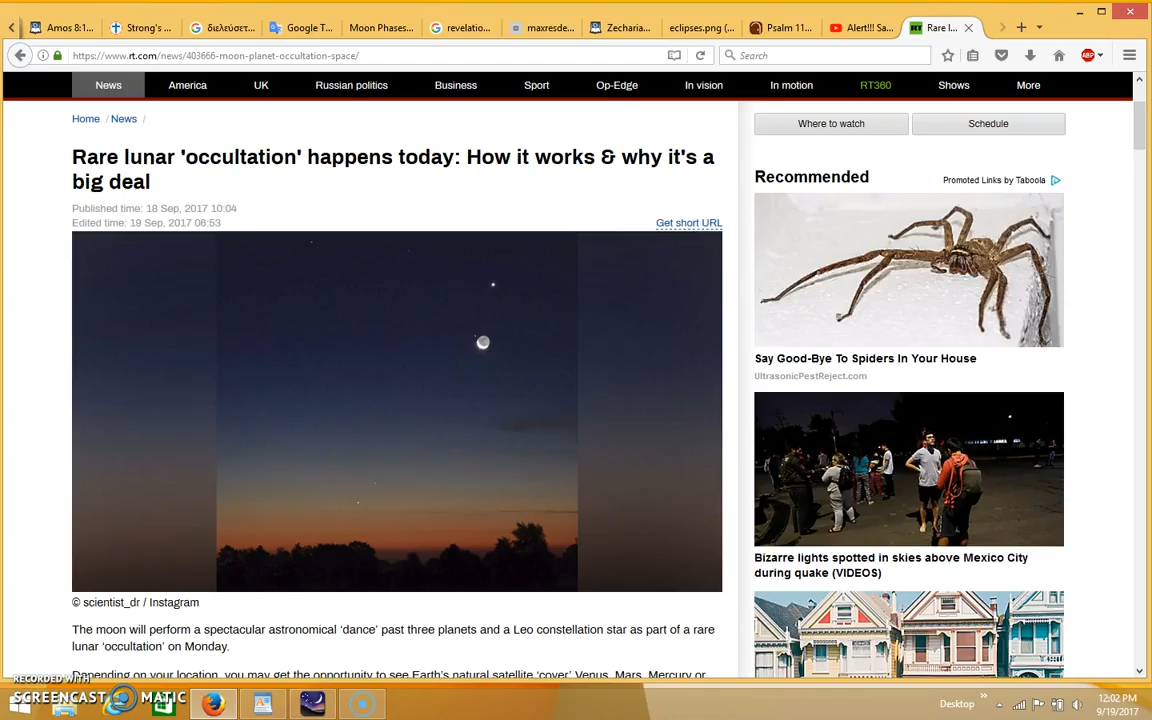 Amos 8:1...
Strong's...
διελεύσετ...
Google T...
Moon Phases...
revelatio...
maxresde...
Zecharia...
eclipses.png (...
Psalm 11...
Alert!!! Sa...
RT
Rare l...
https://www.rt.com/news/403666-moon-planet-occultation-space/
Search
ABP
News
America
UK
Russian politics
Business
Sport
Op-Edge
In vision
In motion
RT360
Shows
More
Home / News /
Where to watch
Schedule
Rare lunar 'occultation' happens today: How it works & why it's a
big deal
Published time: 18 Sep, 2017 10:04
Edited time: 19 Sep, 2017 06:53
Get short URL
© scientist_dr / Instagram
The moon will perform a spectacular astronomical ‘dance’ past three planets and a Leo constellation star as part of a rare
lunar ‘occultation’ on Monday.
Depending on your location, you may get the opportunity to see Earth’s natural satellite ‘cover’ Venus, Mars, Mercury or
Recommended
Promoted Links by Taboola
Say Good-Bye To Spiders In Your House
UltrasonicPestReject.com
Bizarre lights spotted in skies above Mexico City
during quake (VIDEOS)
RECORDED WITH
SCREENCAST MATIC
Desktop
12:02 PM
9/19/2017